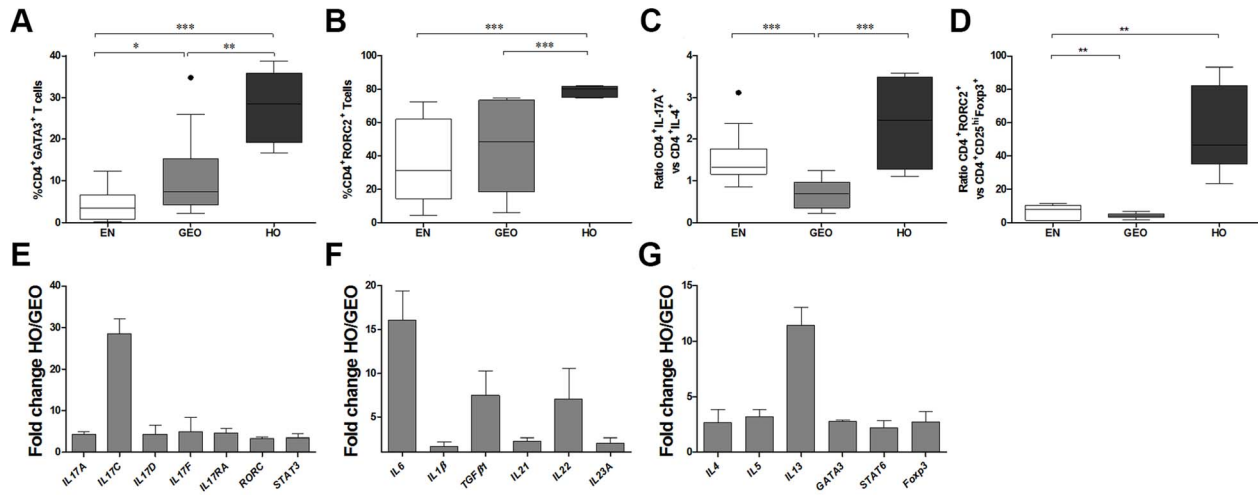 A
B
C
D
***
*
**
%CD4+GATA3+ T cells
40
30
20
10
0
EN
GEO
HO
***
***
%CD4+RORC2+ Tcells
100
80
60
40
20
0
EN
GEO
HO
***
***
Ratio CD4+IL-17A+
vs CD4+IL-4+
4
3
2
1
0
EN
GEO
HO
**
**
Ratio CD4+RORC2+
vs CD4+CD25hiFoxp3+
100
80
60
40
20
0
EN
GEO
HO
E
F
G
Fold change HO/GEO
40
30
20
10
IL17A
IL17C
IL17D
IL17F
IL17RA
RORC
STAT3
Fold change HO/GEO
20
15
10
5
IL6
IL1β
TGFβ1
IL21
IL22
IL23A
Fold change HO/GEO
15
10
5
IL4
IL5
IL13
GATA3
STAT6
Foxp3